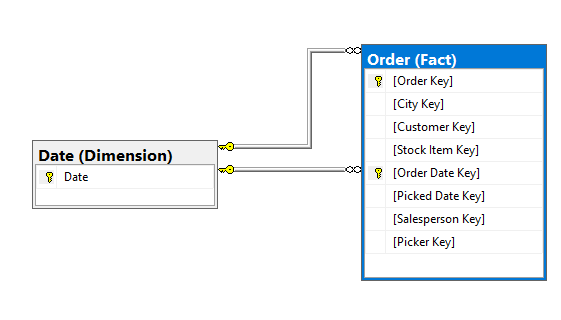 Date (Dimension)
Date
Order (Fact)
[Order Key]
[City Key]
[Customer Key]
[Stock Item Key]
[Order Date Key]
[Picked Date Key]
[Salesperson Key]
[Picker Key]